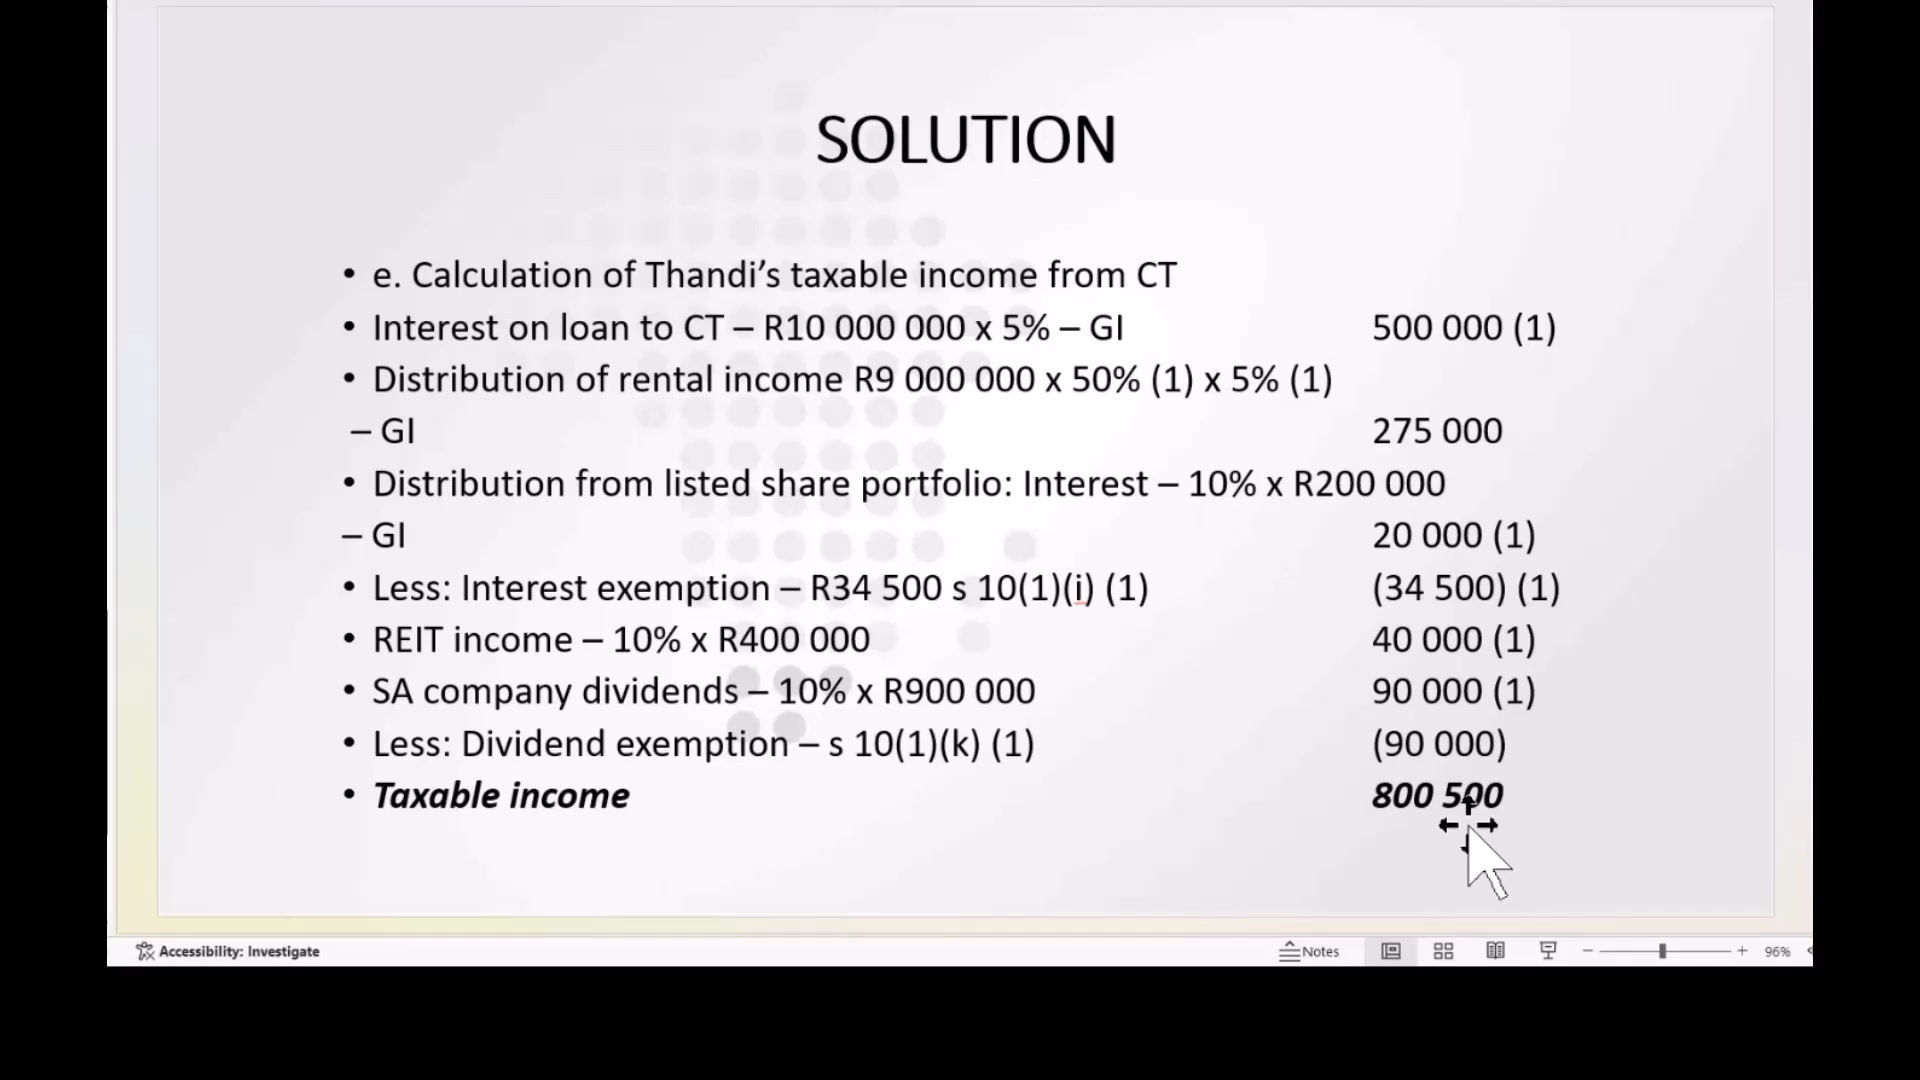 SOLUTION
• e. Calculation of Thandi’s taxable income from CT
• Interest on loan to CT – R10 000 000 x 5% – GI 500 000 (1)
• Distribution of rental income R9 000 000 x 50% (1) x 5% (1)
– GI 275 000
• Distribution from listed share portfolio: Interest – 10% x R200 000
– GI 20 000 (1)
• Less: Interest exemption – R34 500 s 10(1)(i) (1) (34 500) (1)
• REIT income – 10% x R400 000 40 000 (1)
• SA company dividends – 10% x R900 000 90 000 (1)
• Less: Dividend exemption – s 10(1)(k) (1) (90 000)
• Taxable income 800 500
Accessibility: Investigate Notes 96%